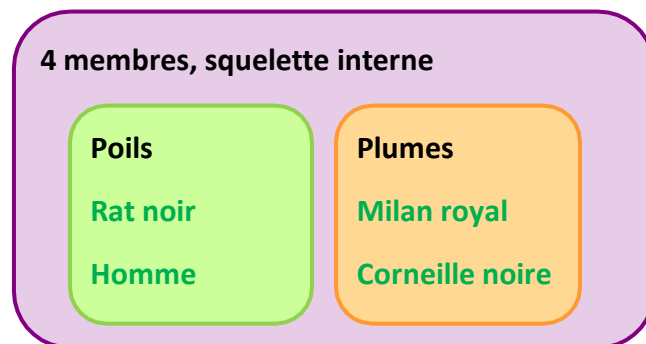 4 membres, squelette interne
Poils
Rat noir
Homme
Plumes
Milan royal
Corneille noire